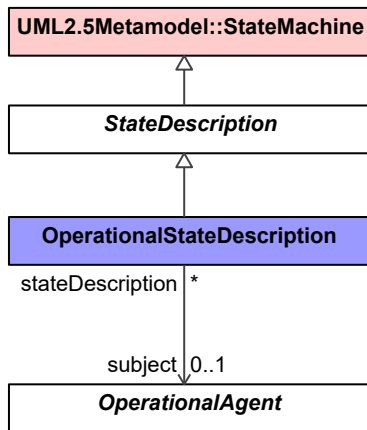 UML2.5Metamodel::StateMachine
StateDescription
OperationalStateDescription
stateDescription *
subject 0..1
OperationalAgent